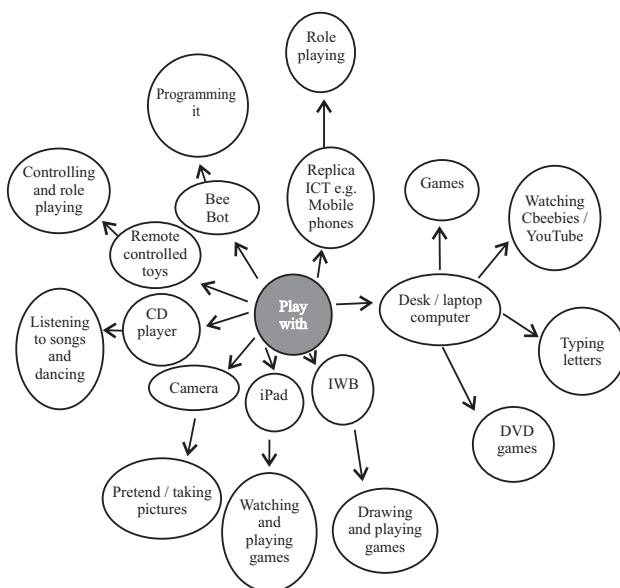 Role
playing
Programming
it
Controlling
and role
playing
Bee
Bot
Replica
ICT e.g.
Mobile
phones
Games
Watching
Cbeebies /
YouTube
Remote
controlled
toys
Play
with
Desk / laptop
computer
Listening
to songs
and
dancing
CD
player
Typing
letters
Camera
iPad
IWB
DVD
games
Pretend / taking
pictures
Watching
and
playing
games
Drawing
and playing
games